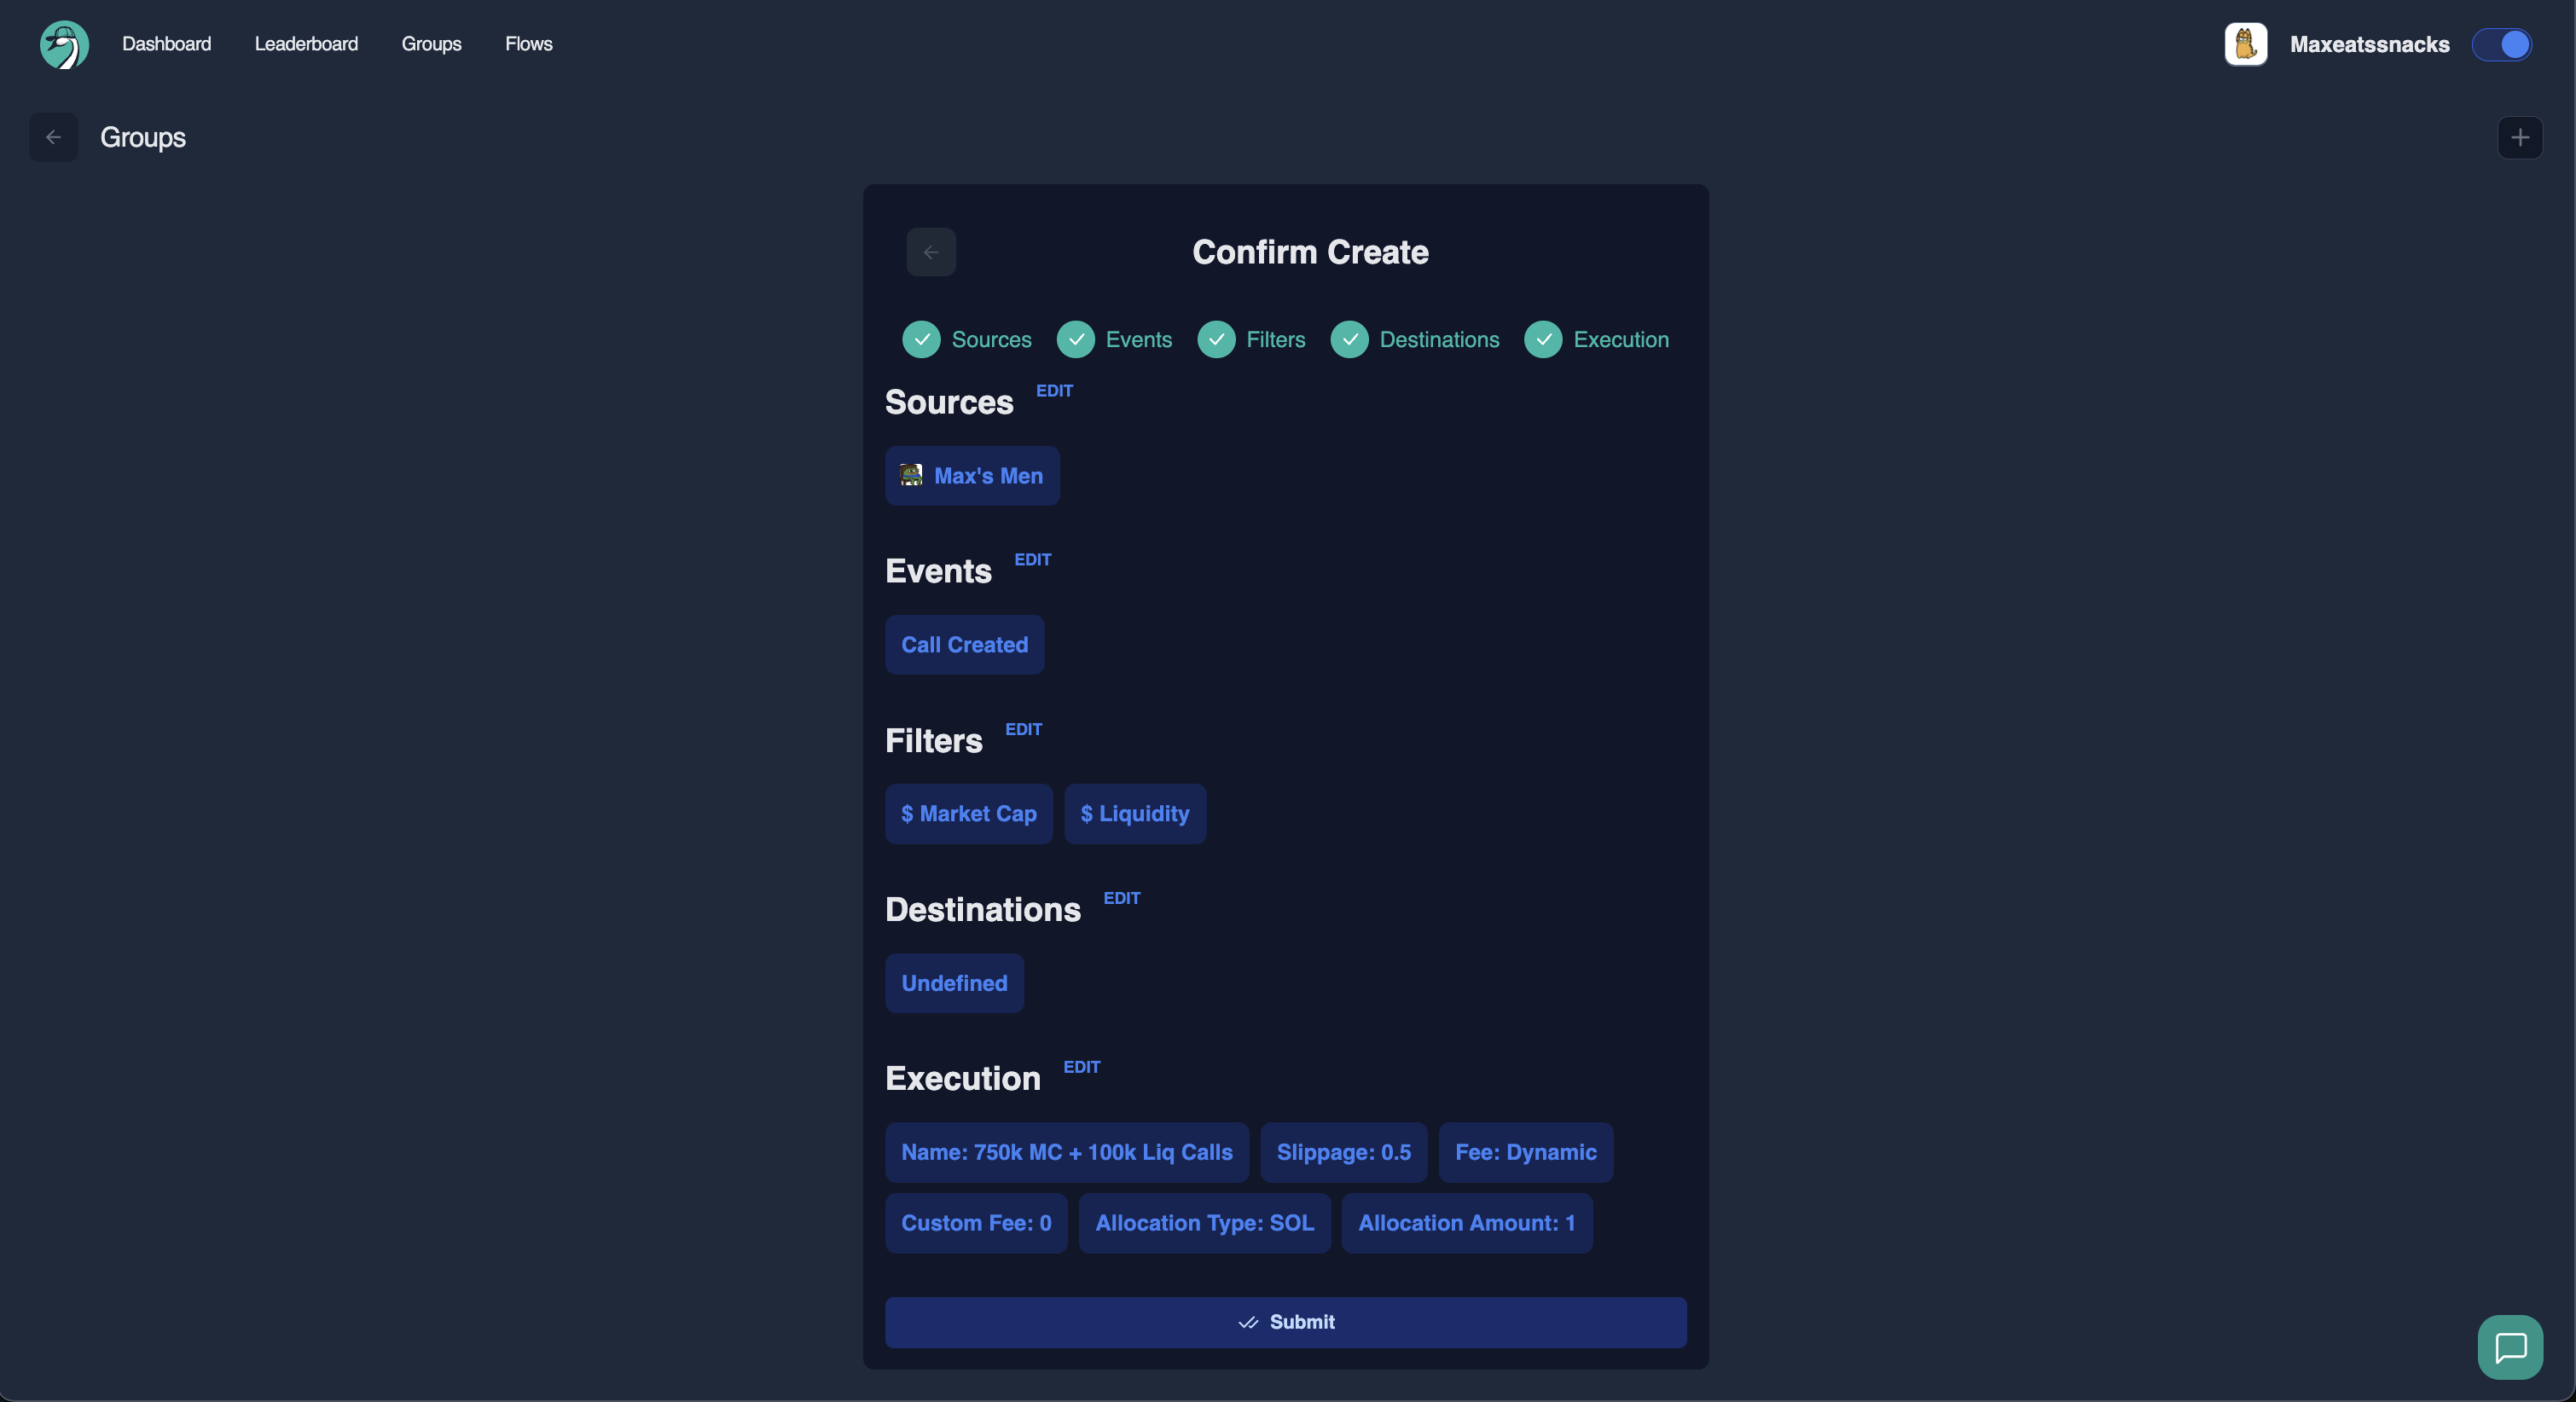 Dashboard Leaderboard Groups Flows Maxeatssnacks
Groups
Confirm Create
Sources Events Filters Destinations Execution
Sources EDIT
Max's Men
Events EDIT
Call Created
Filters EDIT
$ Market Cap $ Liquidity
Destinations EDIT
Undefined
Execution EDIT
Name: 750k MC + 100k Liq Calls Slippage: 0.5 Fee: Dynamic
Custom Fee: 0 Allocation Type: SOL Allocation Amount: 1
Submit